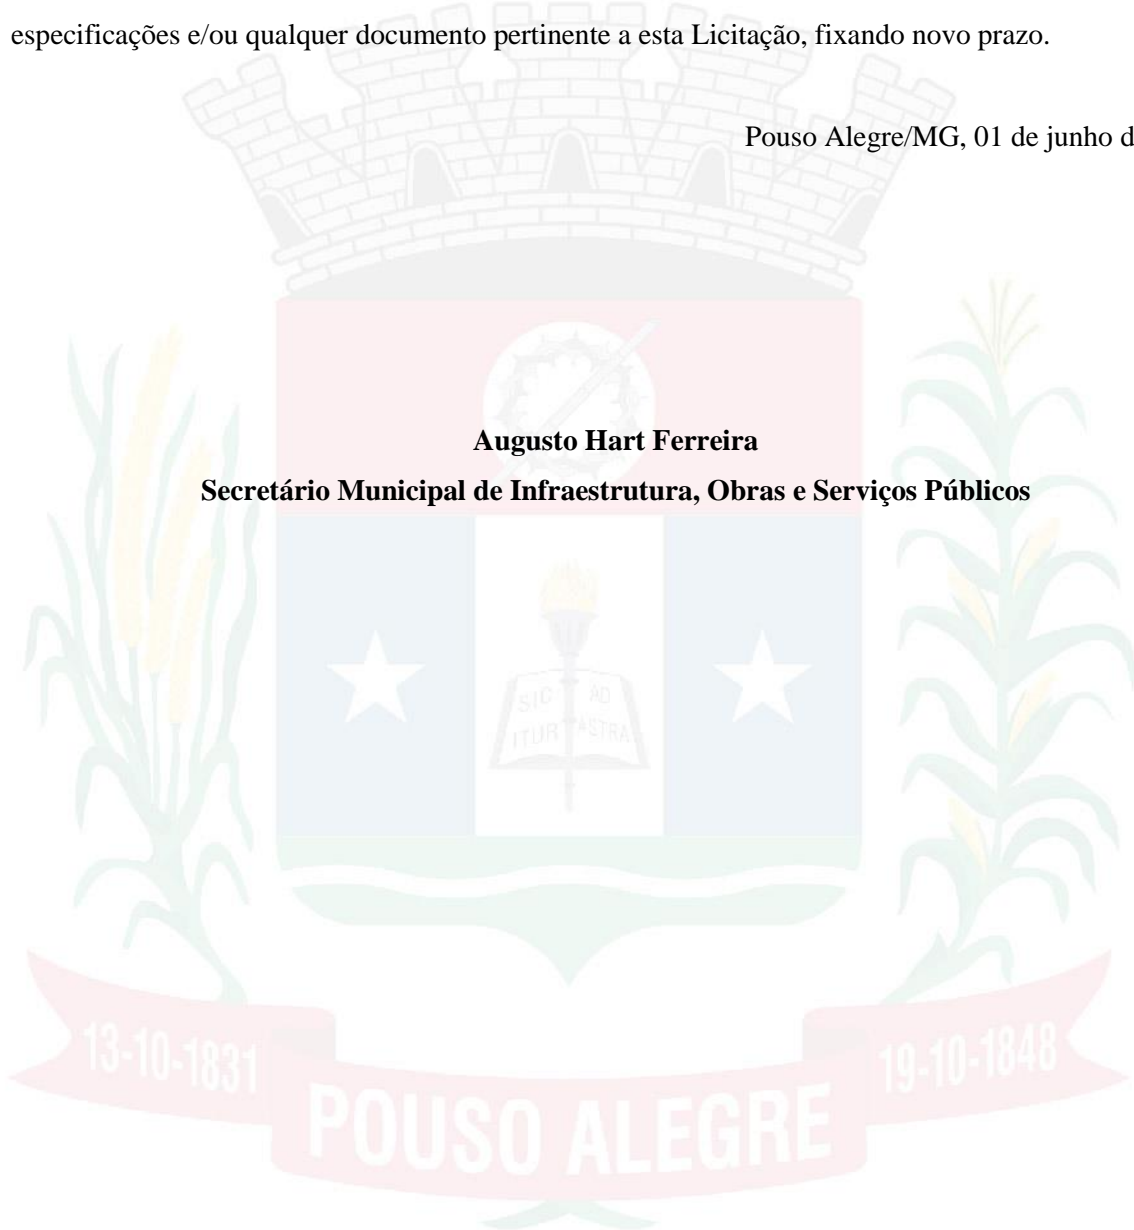 especificações e/ou qualquer documento pertinente a esta Licitação, fixando novo prazo.
Pouso Alegre/MG, 01 de junho d
Augusto Hart Ferreira
Secretário Municipal de Infraestrutura, Obras e Serviços Públicos
SIC AD
ITUR ASTRA
13-10-1831
19-10-1848
POUSO ALEGRE